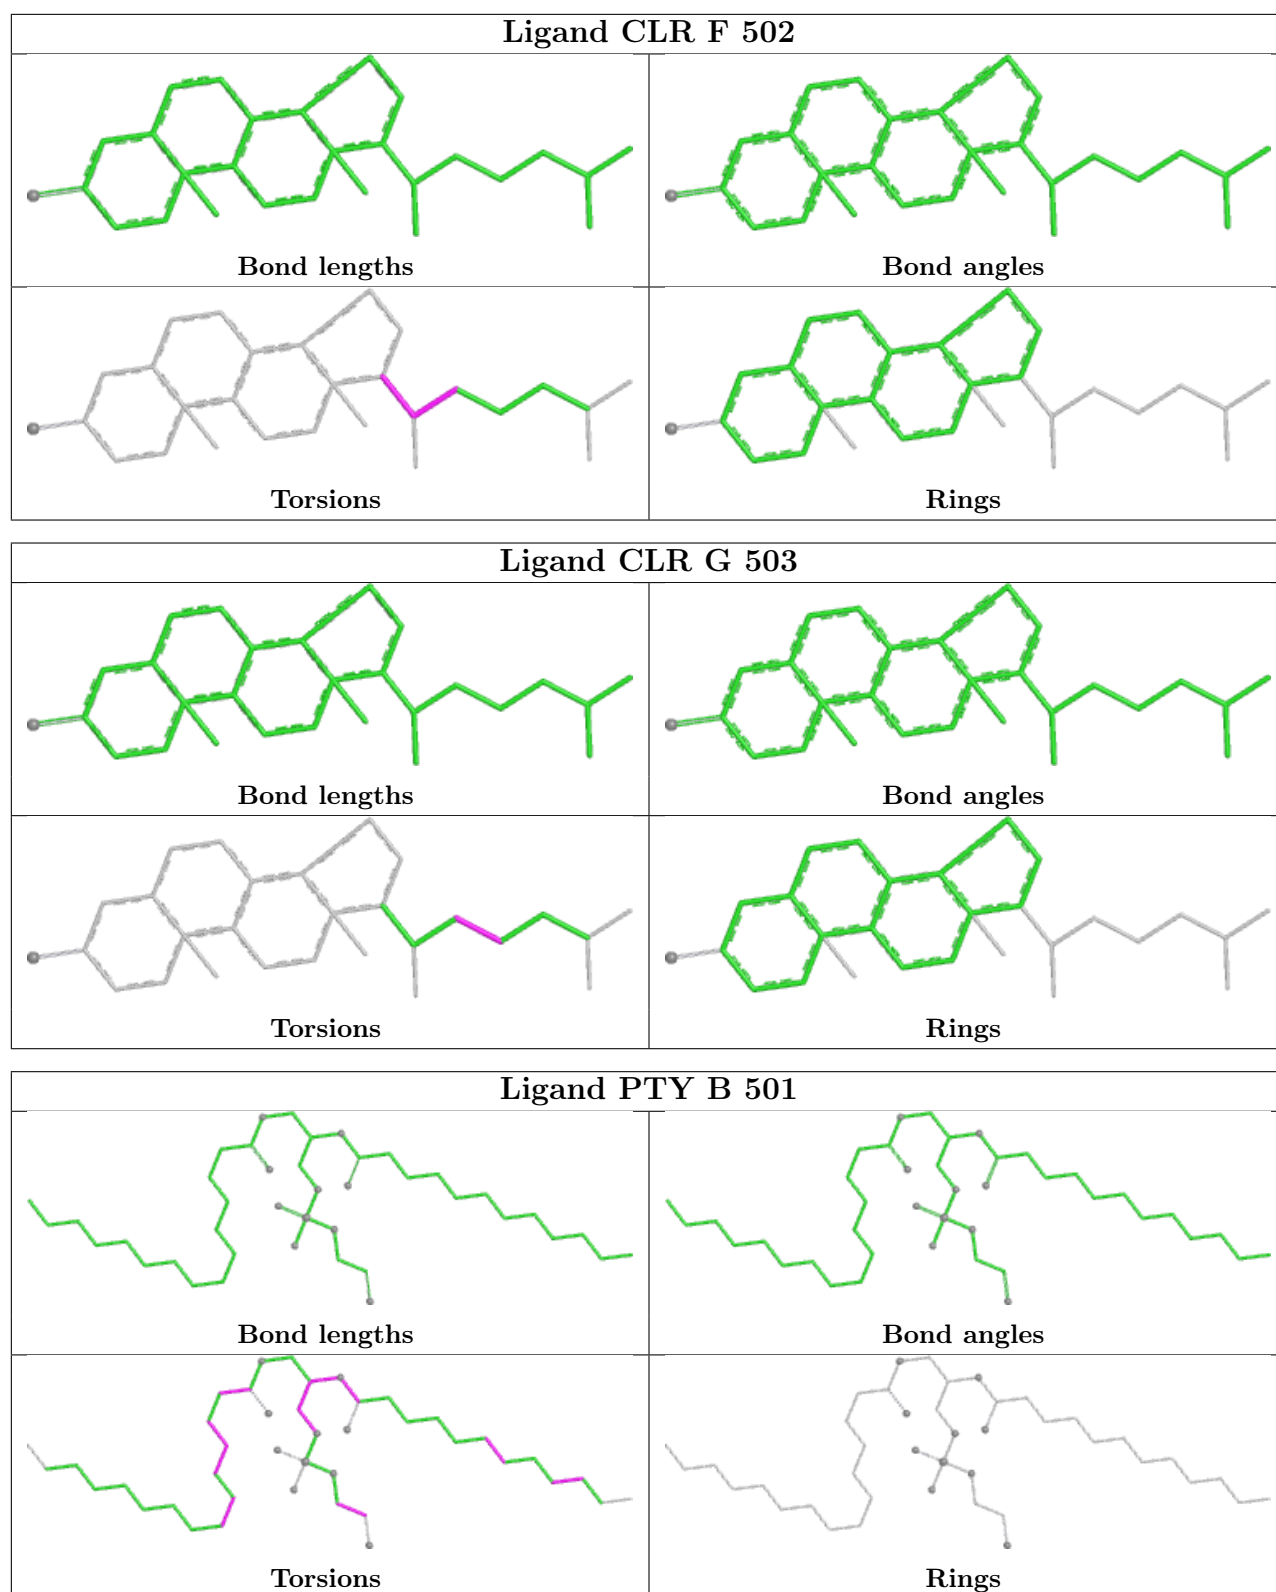 Ligand CLR F 502
Bond lengths
Bond angles
Torsions
Rings
Ligand CLR G 503
Bond lengths
Bond angles
Torsions
Rings
Ligand PTY B 501
Bond lengths
Bond angles
Torsions
Rings